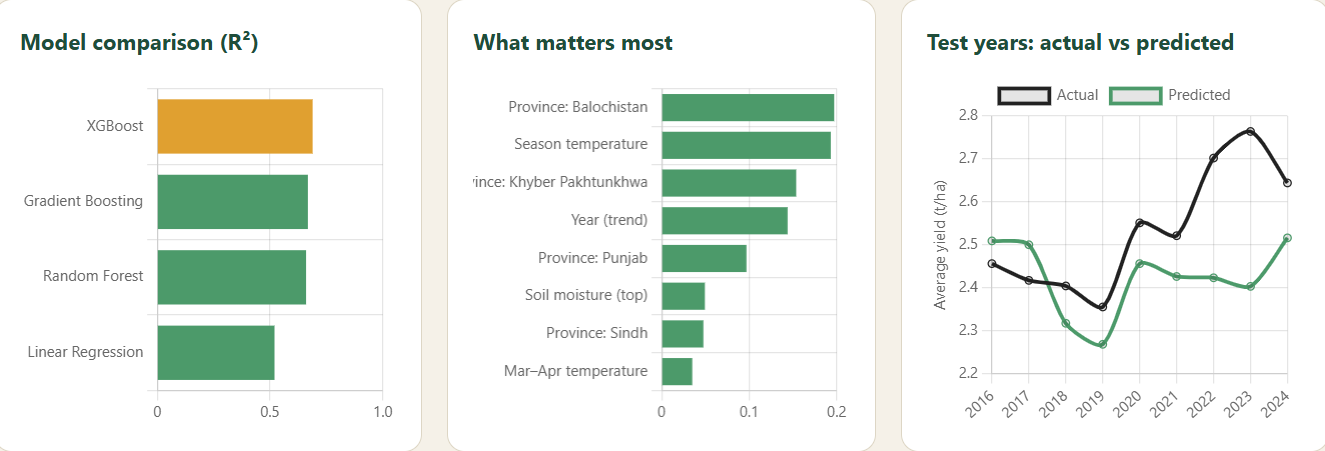 Model comparison (R²)
XGBoost
Gradient Boosting
Random Forest
Linear Regression
0
0.5
1.0
What matters most
Province: Balochistan
Season temperature
vince: Khyber Pakhtunkhwa
Year (trend)
Province: Punjab
Soil moisture (top)
Province: Sindh
Mar–Apr temperature
0
0.1
0.2
Test years: actual vs predicted
Actual
Predicted
Average yield (t/ha)
2.8
2.7
2.6
2.5
2.4
2.3
2.2
2016
2017
2018
2019
2020
2021
2022
2023
2024